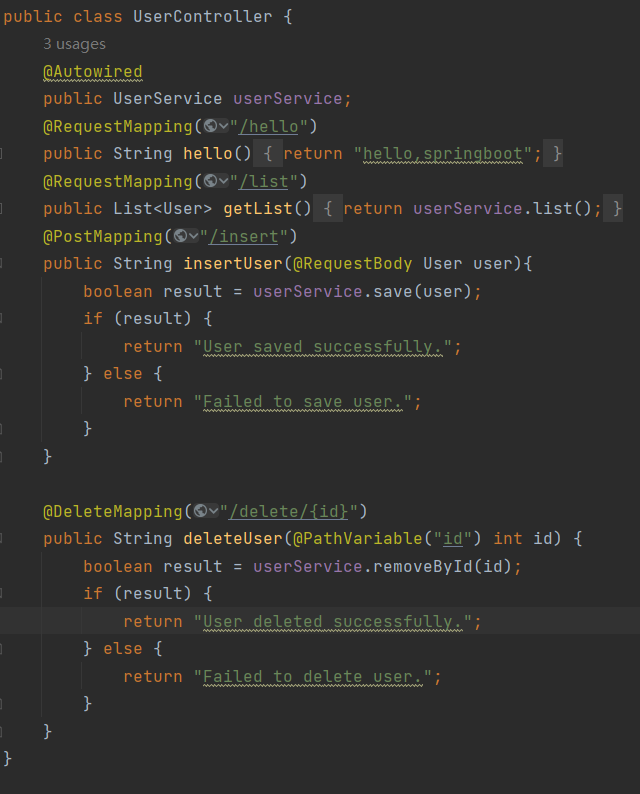 public class UserController {
3 usages
@Autowired
public UserService userService;
@RequestMapping("/hello")
public String hello() { return "hello,springboot"; }
@RequestMapping("/list")
public List<User> getList() { return userService.list(); }
@PostMapping("/insert")
public String insertUser(@RequestBody User user){
boolean result = userService.save(user);
if (result) {
return "User saved successfully.";
} else {
return "Failed to save user.";
}
}
@DeleteMapping("/delete/{id}")
public String deleteUser(@PathVariable("id") int id) {
boolean result = userService.removeById(id);
if (result) {
return "User deleted successfully.";
} else {
return "Failed to delete user.";
}
}
}